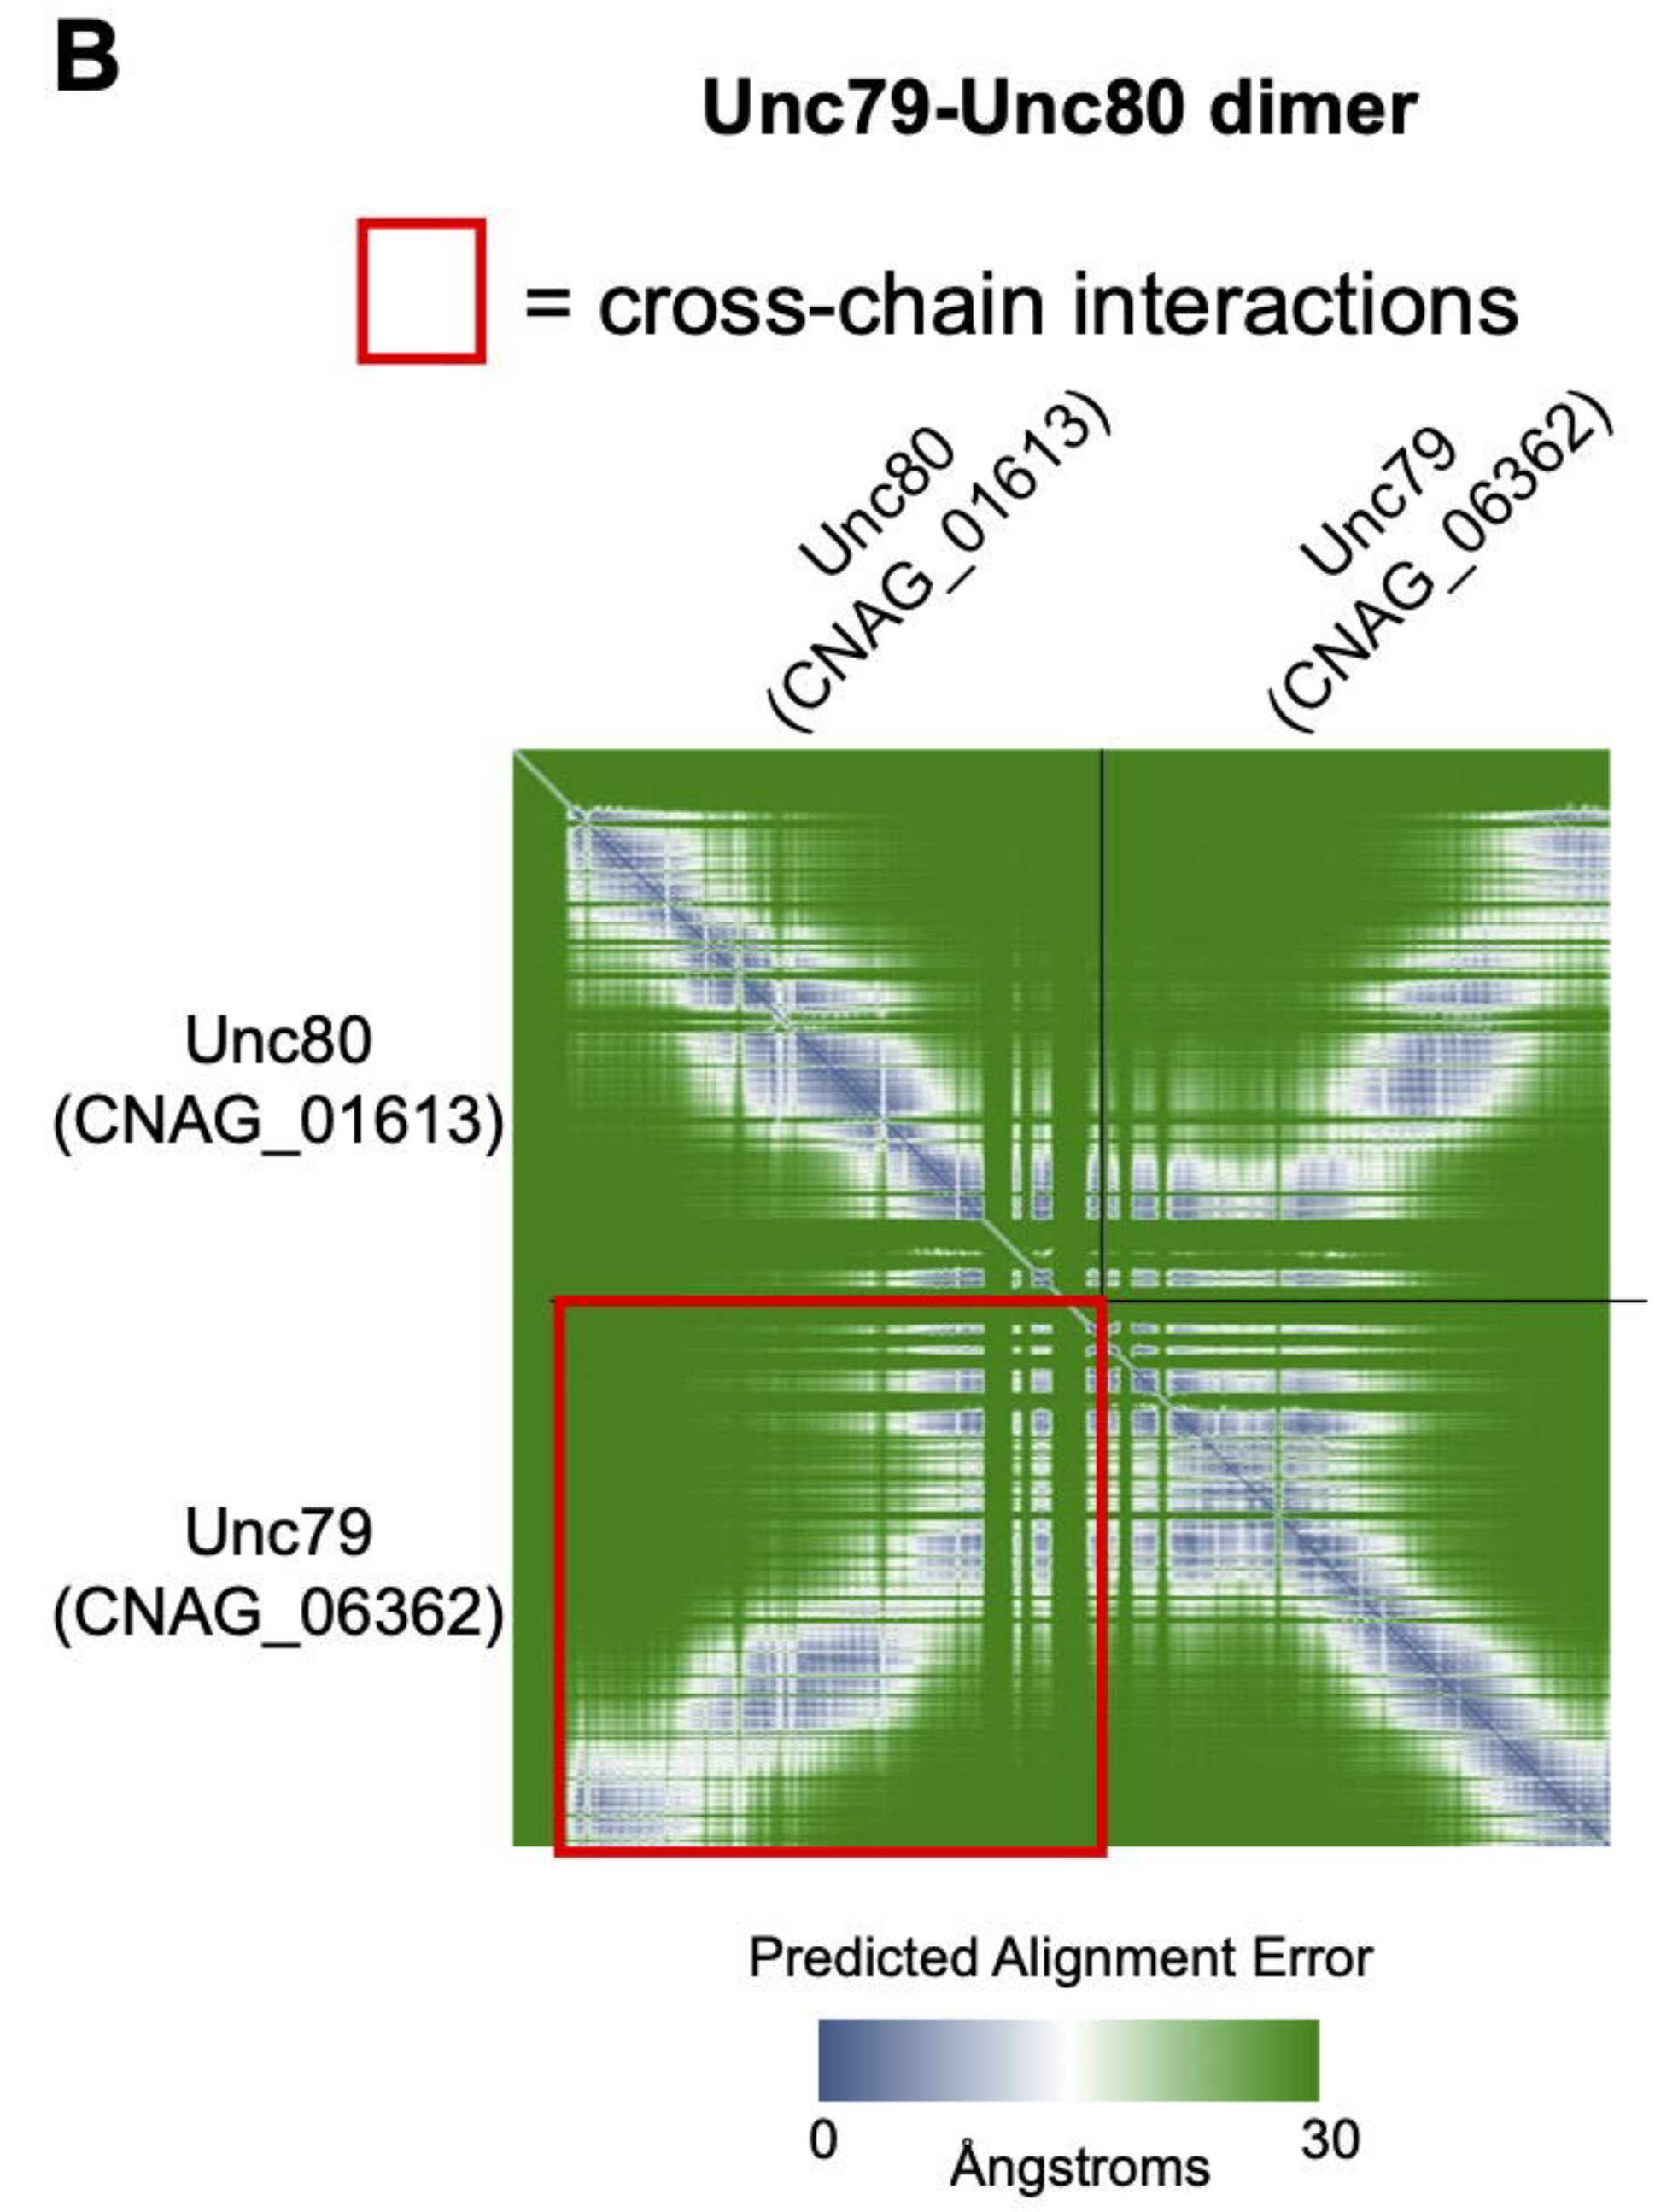 B
Unc79-Unc80 dimer
= cross-chain interactions
Unc80
(CNAG_01613)
Unc79
(CNAG_06362)
Unc80
(CNAG_01613)
Unc79
(CNAG_06362)
Predicted Alignment Error
0
30
Ångstroms